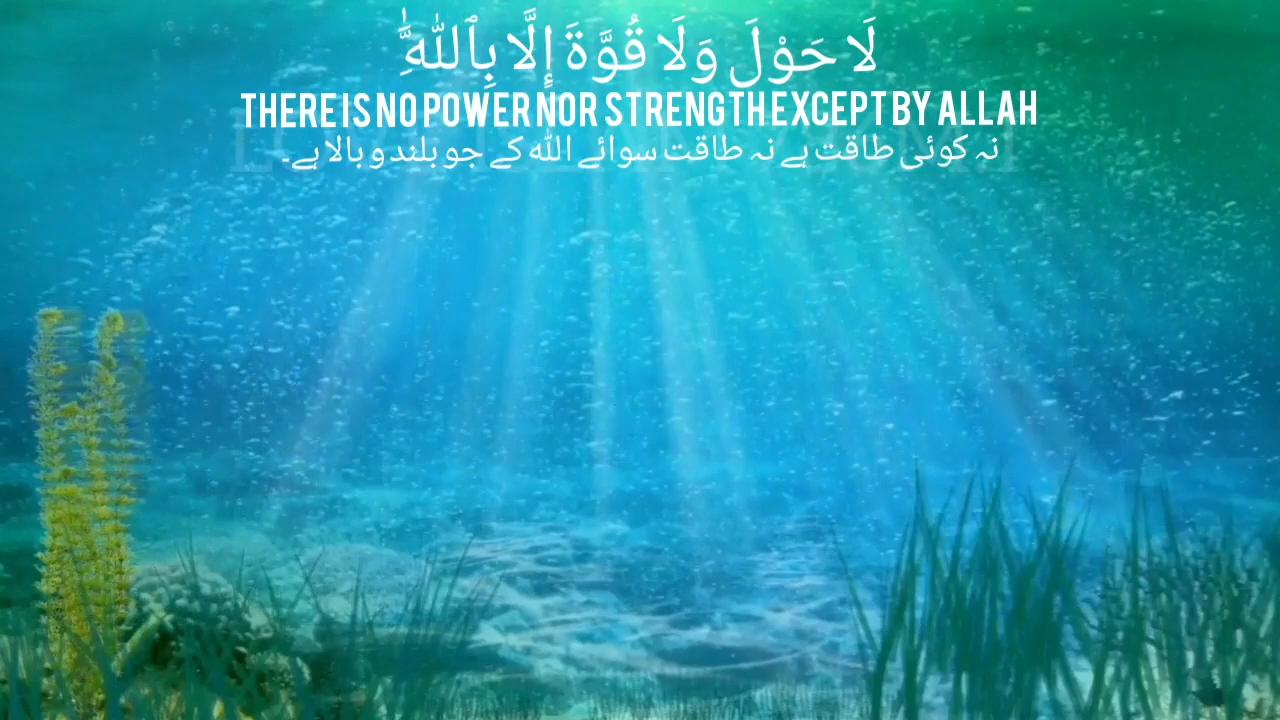 لَا حَوْلَ وَلَا قُوَّةَ إِلَّا بِٱللَّٰهِ
THERE IS NO POWER NOR STRENGTH EXCEPT BY ALLAH
نہ کوئی طاقت ہے نہ طاقت سوائے اللہ کے جو بلند و بالا ہے۔